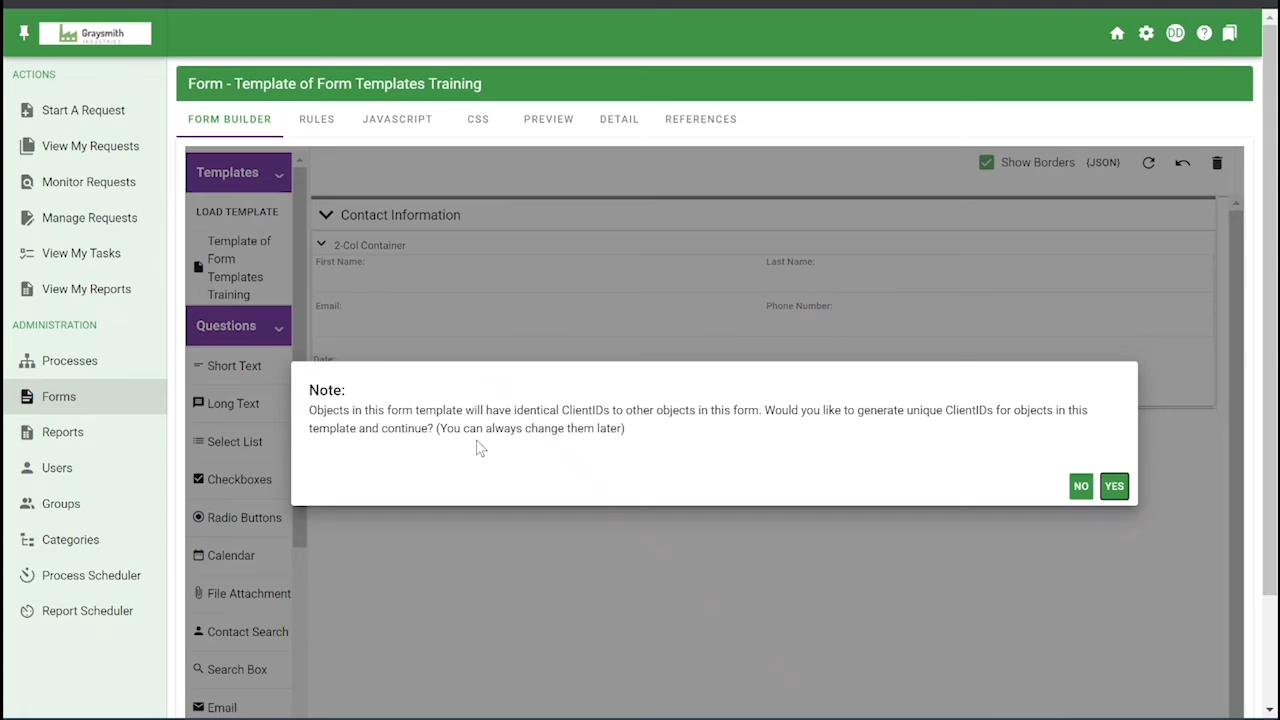 Graysmith
INDUSTRIES
DD
ACTIONS
Start A Request
View My Requests
Monitor Requests
Manage Requests
View My Tasks
View My Reports
ADMINISTRATION
Processes
Forms
Reports
Users
Groups
Categories
Process Scheduler
Report Scheduler
Form - Template of Form Templates Training
FORM BUILDER RULES JAVASCRIPT CSS PREVIEW DETAIL REFERENCES
Templates
LOAD TEMPLATE
Template of
Form
Templates
Training
Questions
Short Text
Long Text
Select List
Checkboxes
Radio Buttons
Calendar
File Attachment
Contact Search
Search Box
Email
Show Borders {JSON}
Contact Information
2-Col Container
First Name: Last Name:
Email: Phone Number:
Date:
Note:
Objects in this form template will have identical ClientIDs to other objects in this form. Would you like to generate unique ClientIDs for objects in this
template and continue? (You can always change them later)
NO YES